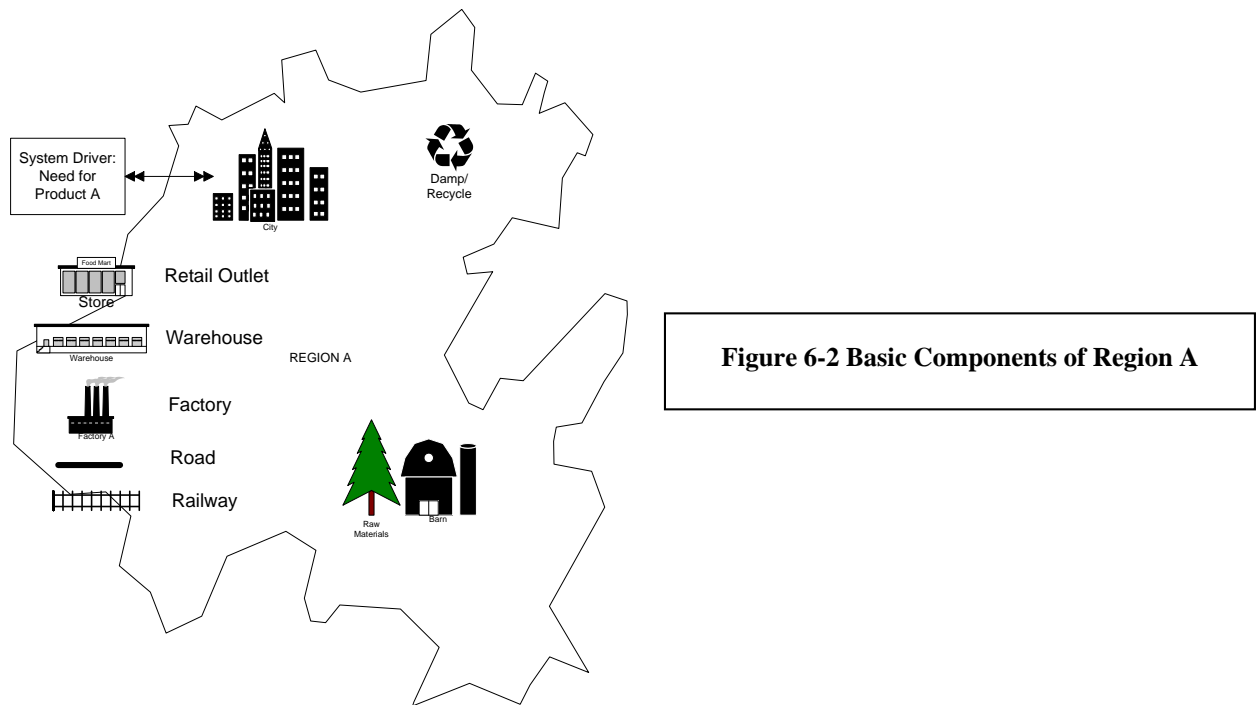 System Driver:
Need for
Product A
City
Damp/
Recycle
Food Mart
Store
Retail Outlet
Warehouse
Warehouse
REGION A
Factory A
Factory
Road
Railway
Raw
Materials
Barn
Figure 6-2 Basic Components of Region A